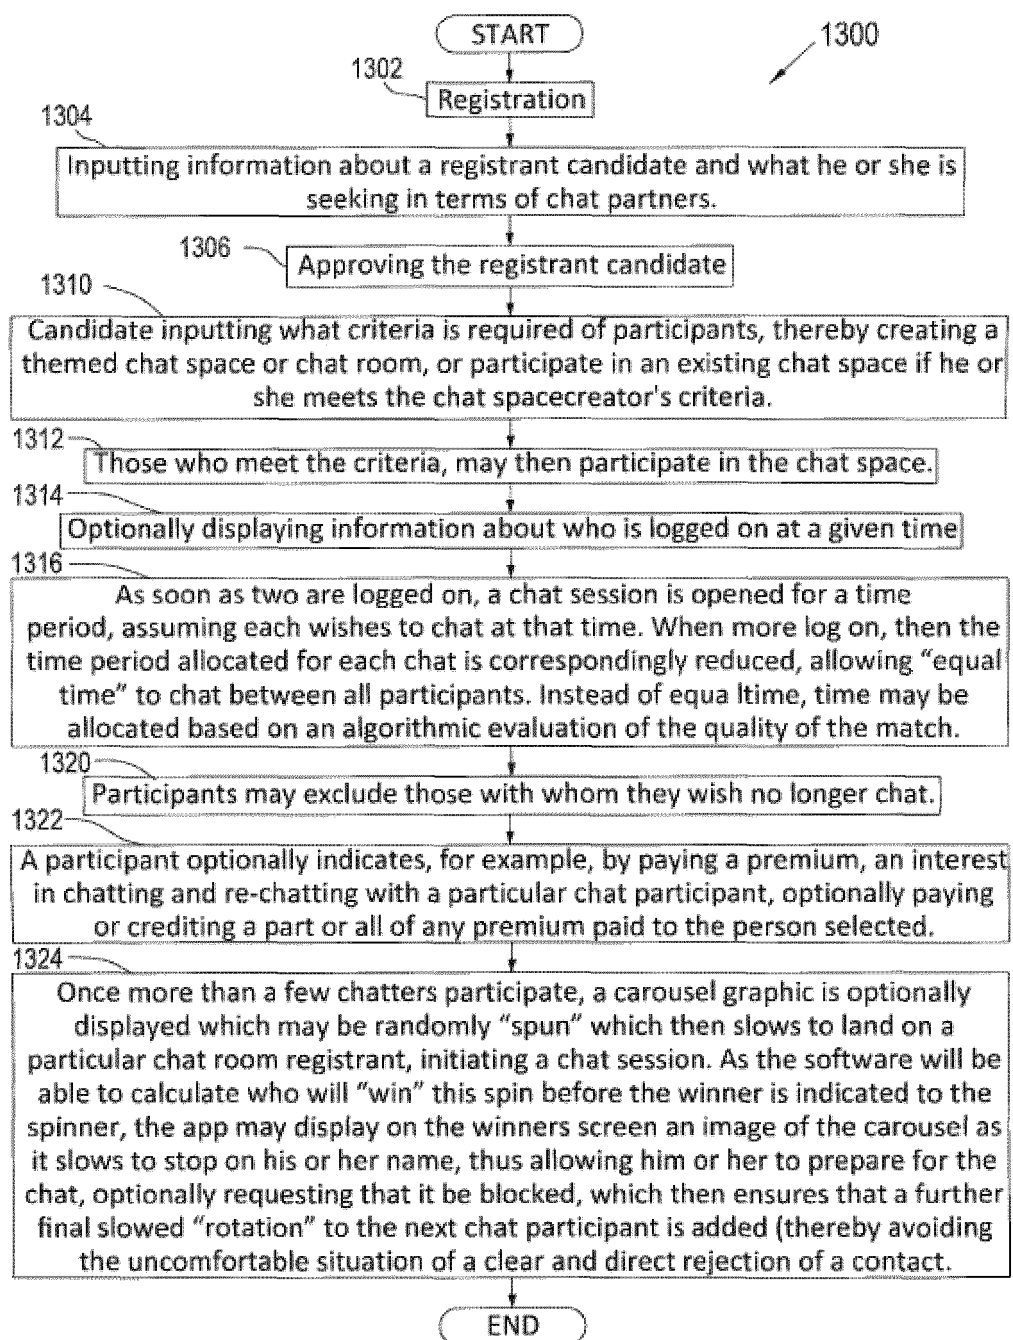 START
1300
1302
Registration
1304
Inputting information about a registrant candidate and what he or she is
seeking in terms of chat partners.
1306
Approving the registrant candidate
1310
Candidate inputting what criteria is required of participants, thereby creating a
themed chat space or chat room, or participate in an existing chat space if he or
she meets the chat spacecreator's criteria.
1312
Those who meet the criteria, may then participate in the chat space.
1314
Optionally displaying information about who is logged on at a given time
1316
As soon as two are logged on, a chat session is opened for a time
period, assuming each wishes to chat at that time. When more log on, then the
time period allocated for each chat is correspondingly reduced, allowing “equal
time” to chat between all participants. Instead of equa ltime, time may be
allocated based on an algorithmic evaluation of the quality of the match.
1320
Participants may exclude those with whom they wish no longer chat.
1322
A participant optionally indicates, for example, by paying a premium, an interest
in chatting and re-chatting with a particular chat participant, optionally paying
or crediting a part or all of any premium paid to the person selected.
1324
Once more than a few chatters participate, a carousel graphic is optionally
displayed which may be randomly “spun” which then slows to land on a
particular chat room registrant, initiating a chat session. As the software will be
able to calculate who will “win” this spin before the winner is indicated to the
spinner, the app may display on the winners screen an image of the carousel as
it slows to stop on his or her name, thus allowing him or her to prepare for the
chat, optionally requesting that it be blocked, which then ensures that a further
final slowed “rotation” to the next chat participant is added (thereby avoiding
the uncomfortable situation of a clear and direct rejection of a contact.
END